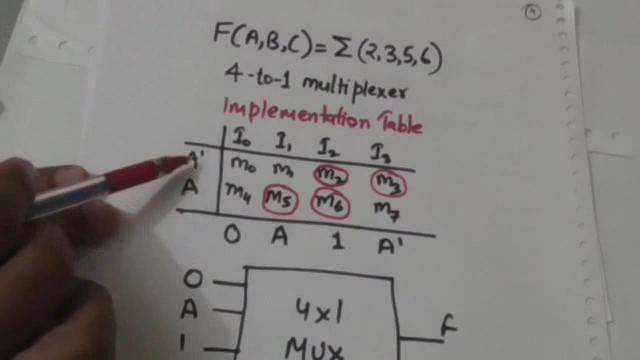 9
F(A,B,C)= Σ (2,3,5,6)
4-to-1 multiplexer
Implementation Table
I₀ I₁ I₂ I₃
A' m₀ m₁ m₂ m₃
A m₄ m₅ m₆ m₇
0 A 1 A'
0
A 4x1 F
1 MUX